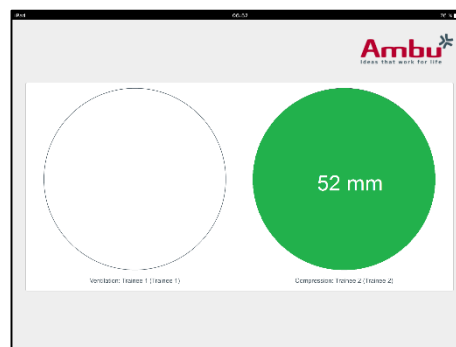 iPad
Ambu
Ideas that work for life
52 mm
Ventilation: Trainee 1 (Trainee 1)
Compression: Trainee 2 (Trainee 2)